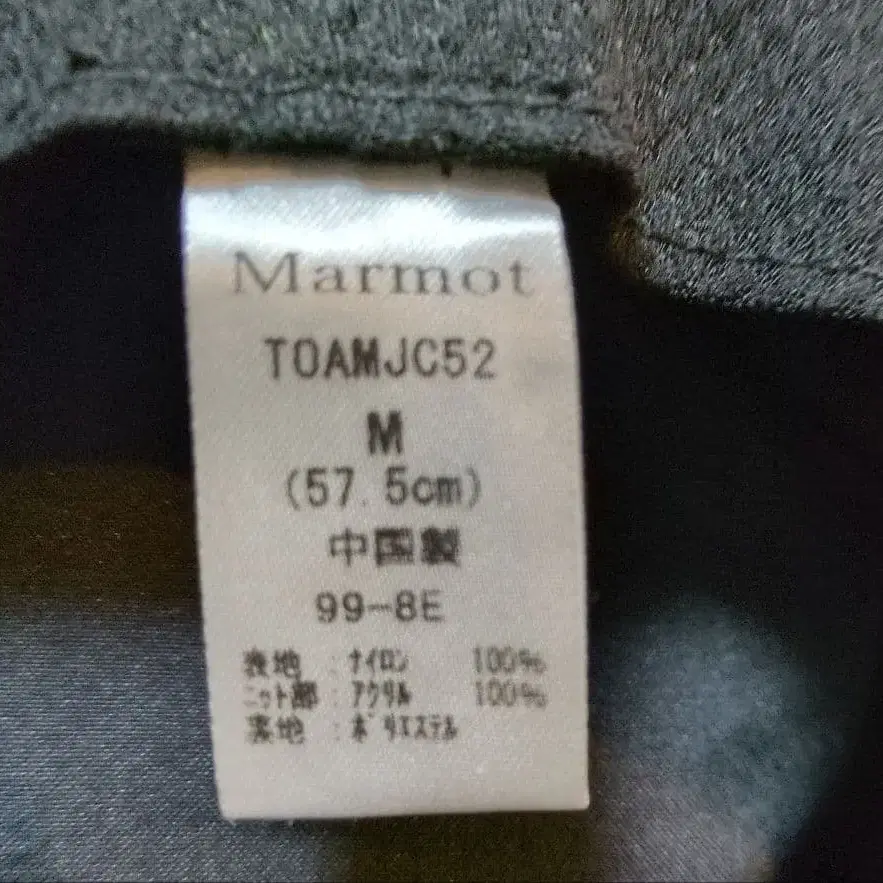 Marmot
TOAMJC52
M
(57.5cm)
中国製
99-8E
表地 : ナイロン 100%
ニット部 : アクリル 100%
裏地 : ポリエステル